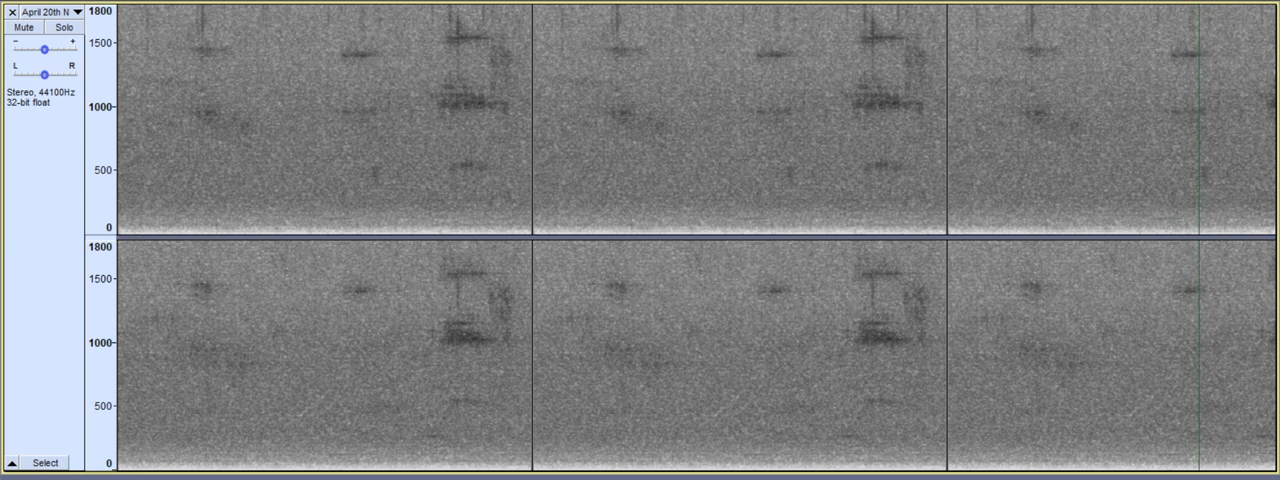 April 20th N
Mute Solo
- +
L R
Stereo, 44100Hz
32-bit float
1800
1500
1000
500
0
1800
1500
1000
500
0
Select